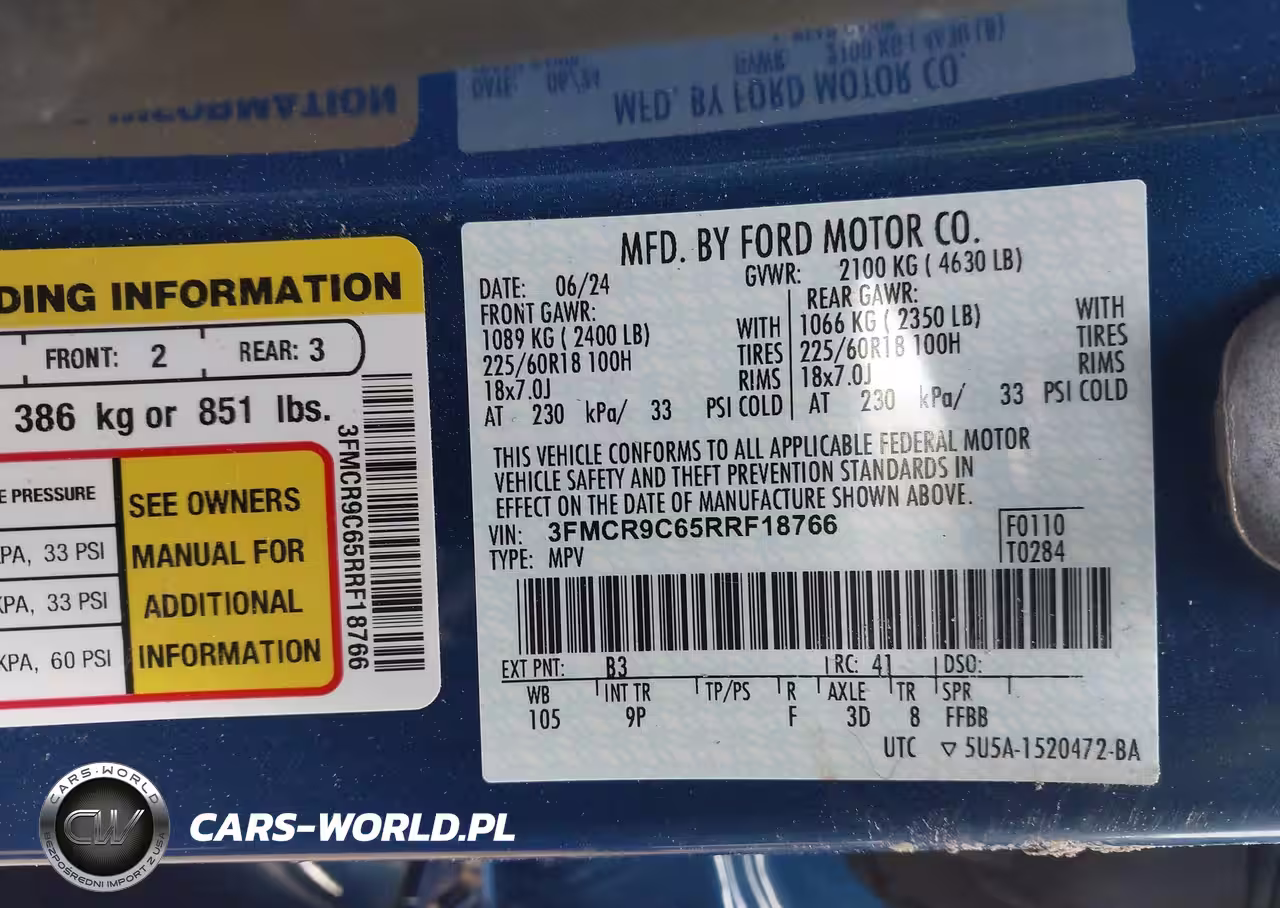 DING INFORMATION
FRONT: 2 REAR: 3
386 kg or 851 lbs.
E PRESSURE
PA, 33 PSI
KPA, 33 PSI
KPA, 60 PSI
SEE OWNERS
MANUAL FOR
ADDITIONAL
INFORMATION
3FMCR9C65RRF18766
MFD. BY FORD MOTOR CO.
DATE: 06/24 GVWR: 2100 KG ( 4630 LB)
FRONT GAWR: REAR GAWR:
1089 KG ( 2400 LB) WITH 1066 KG ( 2350 LB) WITH
225/60R18 100H TIRES 225/60R18 100H TIRES
18x7.0J RIMS 18x7.0J RIMS
AT 230 kPa/ 33 PSI COLD AT 230 kPa/ 33 PSI COLD
THIS VEHICLE CONFORMS TO ALL APPLICABLE FEDERAL MOTOR
VEHICLE SAFETY AND THEFT PREVENTION STANDARDS IN
EFFECT ON THE DATE OF MANUFACTURE SHOWN ABOVE.
VIN: 3FMCR9C65RRF18766
TYPE: MPV
F0110
T0284
EXT PNT: B3 RC: 41 DSO:
WB INT TR TP/PS R AXLE TR SPR
105 9P F 3D 8 FFBB
UTC ▽ 5U5A-1520472-BA
CARS-WORLD
CW
BEZPOŚREDNI IMPORT Z USA
CARS-WORLD.PL